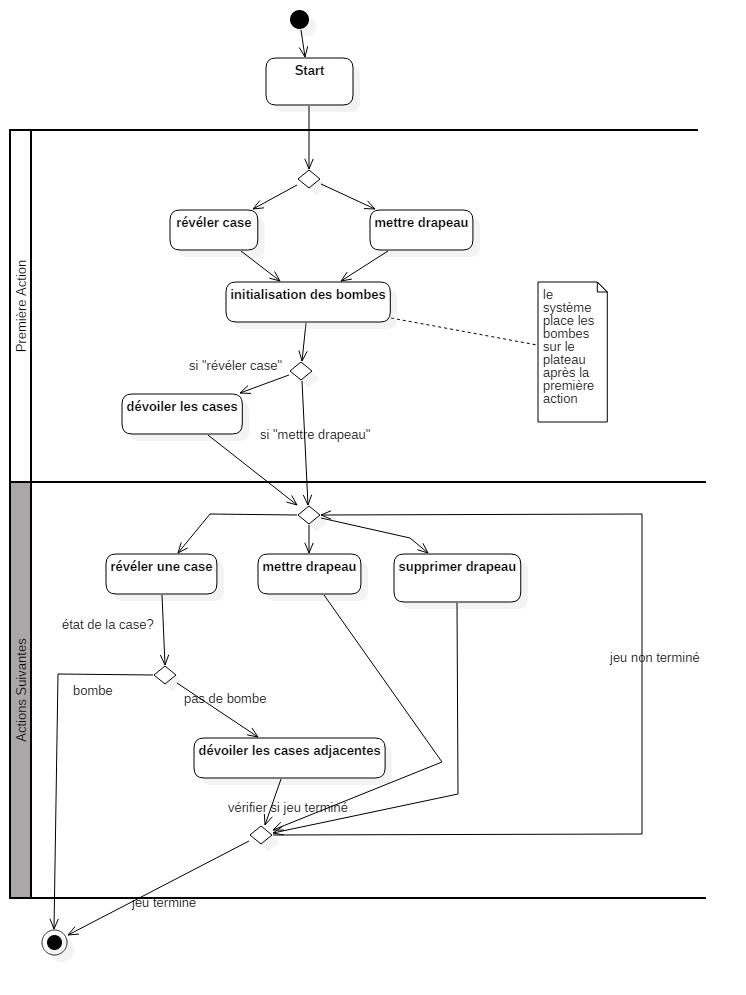 Start
Première Action
révéler case
mettre drapeau
initialisation des bombes
le
système
place les
bombes
sur le
plateau
après la
première
action
si "révéler case"
dévoiler les cases
si "mettre drapeau"
Actions Suivantes
révéler une case
mettre drapeau
supprimer drapeau
état de la case?
jeu non terminé
bombe
pas de bombe
dévoiler les cases adjacentes
vérifier si jeu terminé
jeu terminé